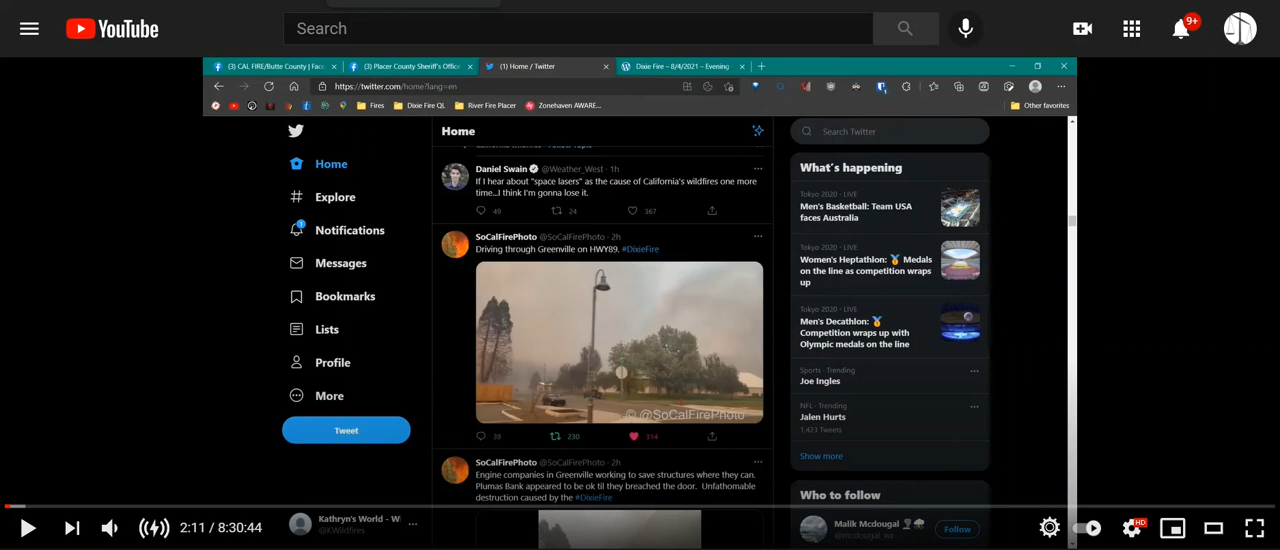 YouTube
Search
9+
(3) CAL FIRE/Butte County | Face
(3) Placer County Sheriff's Office
(1) Home / Twitter
Dixie Fire – 8/4/2021 – Evening
https://twitter.com/home?lang=en
Fires
Dixie Fire QL
River Fire Placer
Zonehaven AWARE...
Other favorites
Home
Explore
1
Notifications
Messages
Bookmarks
Lists
Profile
More
Tweet
Kathryn's World - Wi
@KWildfires
Home
Daniel Swain @Weather_West · 1h
If I hear about "space lasers" as the cause of California's wildfires one more
time...I think I'm gonna lose it.
49 24 367
SoCalFirePhoto @SoCalFirePhoto · 2h
Driving through Greenville on HWY89. #DixieFire
© @SoCalFirePhoto
39 230 314
SoCalFirePhoto @SoCalFirePhoto · 2h
Engine companies in Greenville working to save structures where they can.
Plumas Bank appeared to be ok til they breached the door. Unfathomable
destruction caused by the #DixieFire
Search Twitter
What's happening
Tokyo 2020 · LIVE
Men's Basketball: Team USA
faces Australia
Tokyo 2020 · LIVE
Women's Heptathlon: 🏅 Medals
on the line as competition wraps
up
Tokyo 2020 · LIVE
Men's Decathlon: 🏅
Competition wraps up with
Olympic medals on the line
Sports · Trending
Joe Ingles
NFL · Trending
Jalen Hurts
1,423 Tweets
Show more
Who to follow
Malik Mcdougal
@mcdougal_wx
Follow
2:11 / 8:30:44
HD